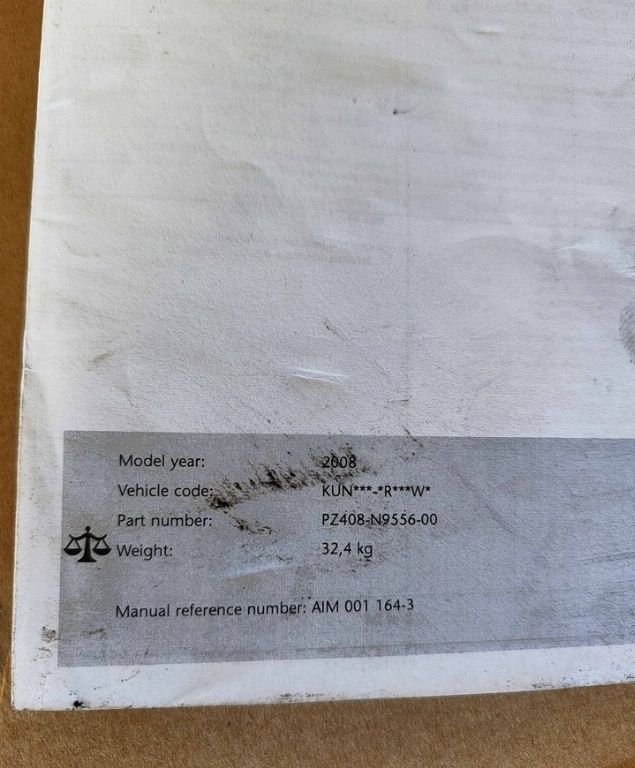 Model year: 2008
Vehicle code: KUN***-*R***W*
Part number: PZ408-N9556-00
Weight: 32,4 kg
Manual reference number: AIM 001 164-3